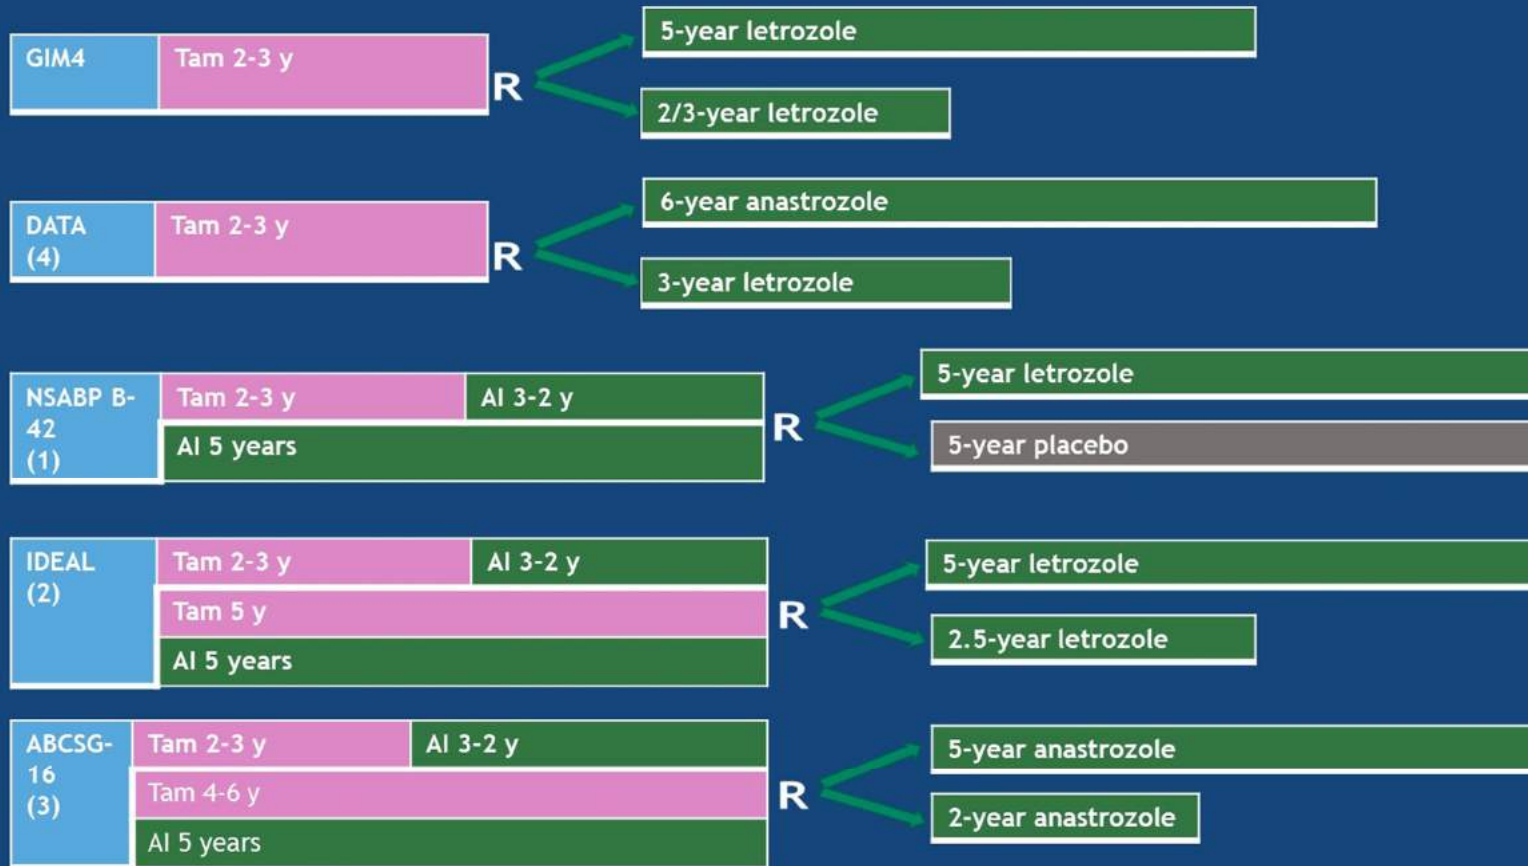 5-year letrozole
GIM4
Tam 2-3 y
R
2/3-year letrozole
6-year anastrozole
DATA
(4)
Tam 2-3 y
R
3-year letrozole
5-year letrozole
NSABP B-
42
(1)
Tam 2-3 y
AI 3-2 y
AI 5 years
R
5-year placebo
IDEAL
(2)
Tam 2-3 y
AI 3-2 y
Tam 5 y
AI 5 years
R
5-year letrozole
2.5-year letrozole
ABCSG-
16
(3)
Tam 2-3 y
AI 3-2 y
Tam 4-6 y
AI 5 years
R
5-year anastrozole
2-year anastrozole